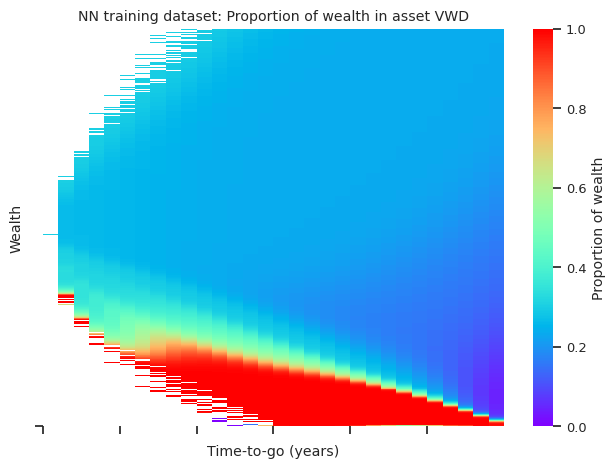 NN training dataset: Proportion of wealth in asset VWD
Wealth
Time-to-go (years)
1.0
0.8
0.6
0.4
0.2
0.0
Proportion of wealth